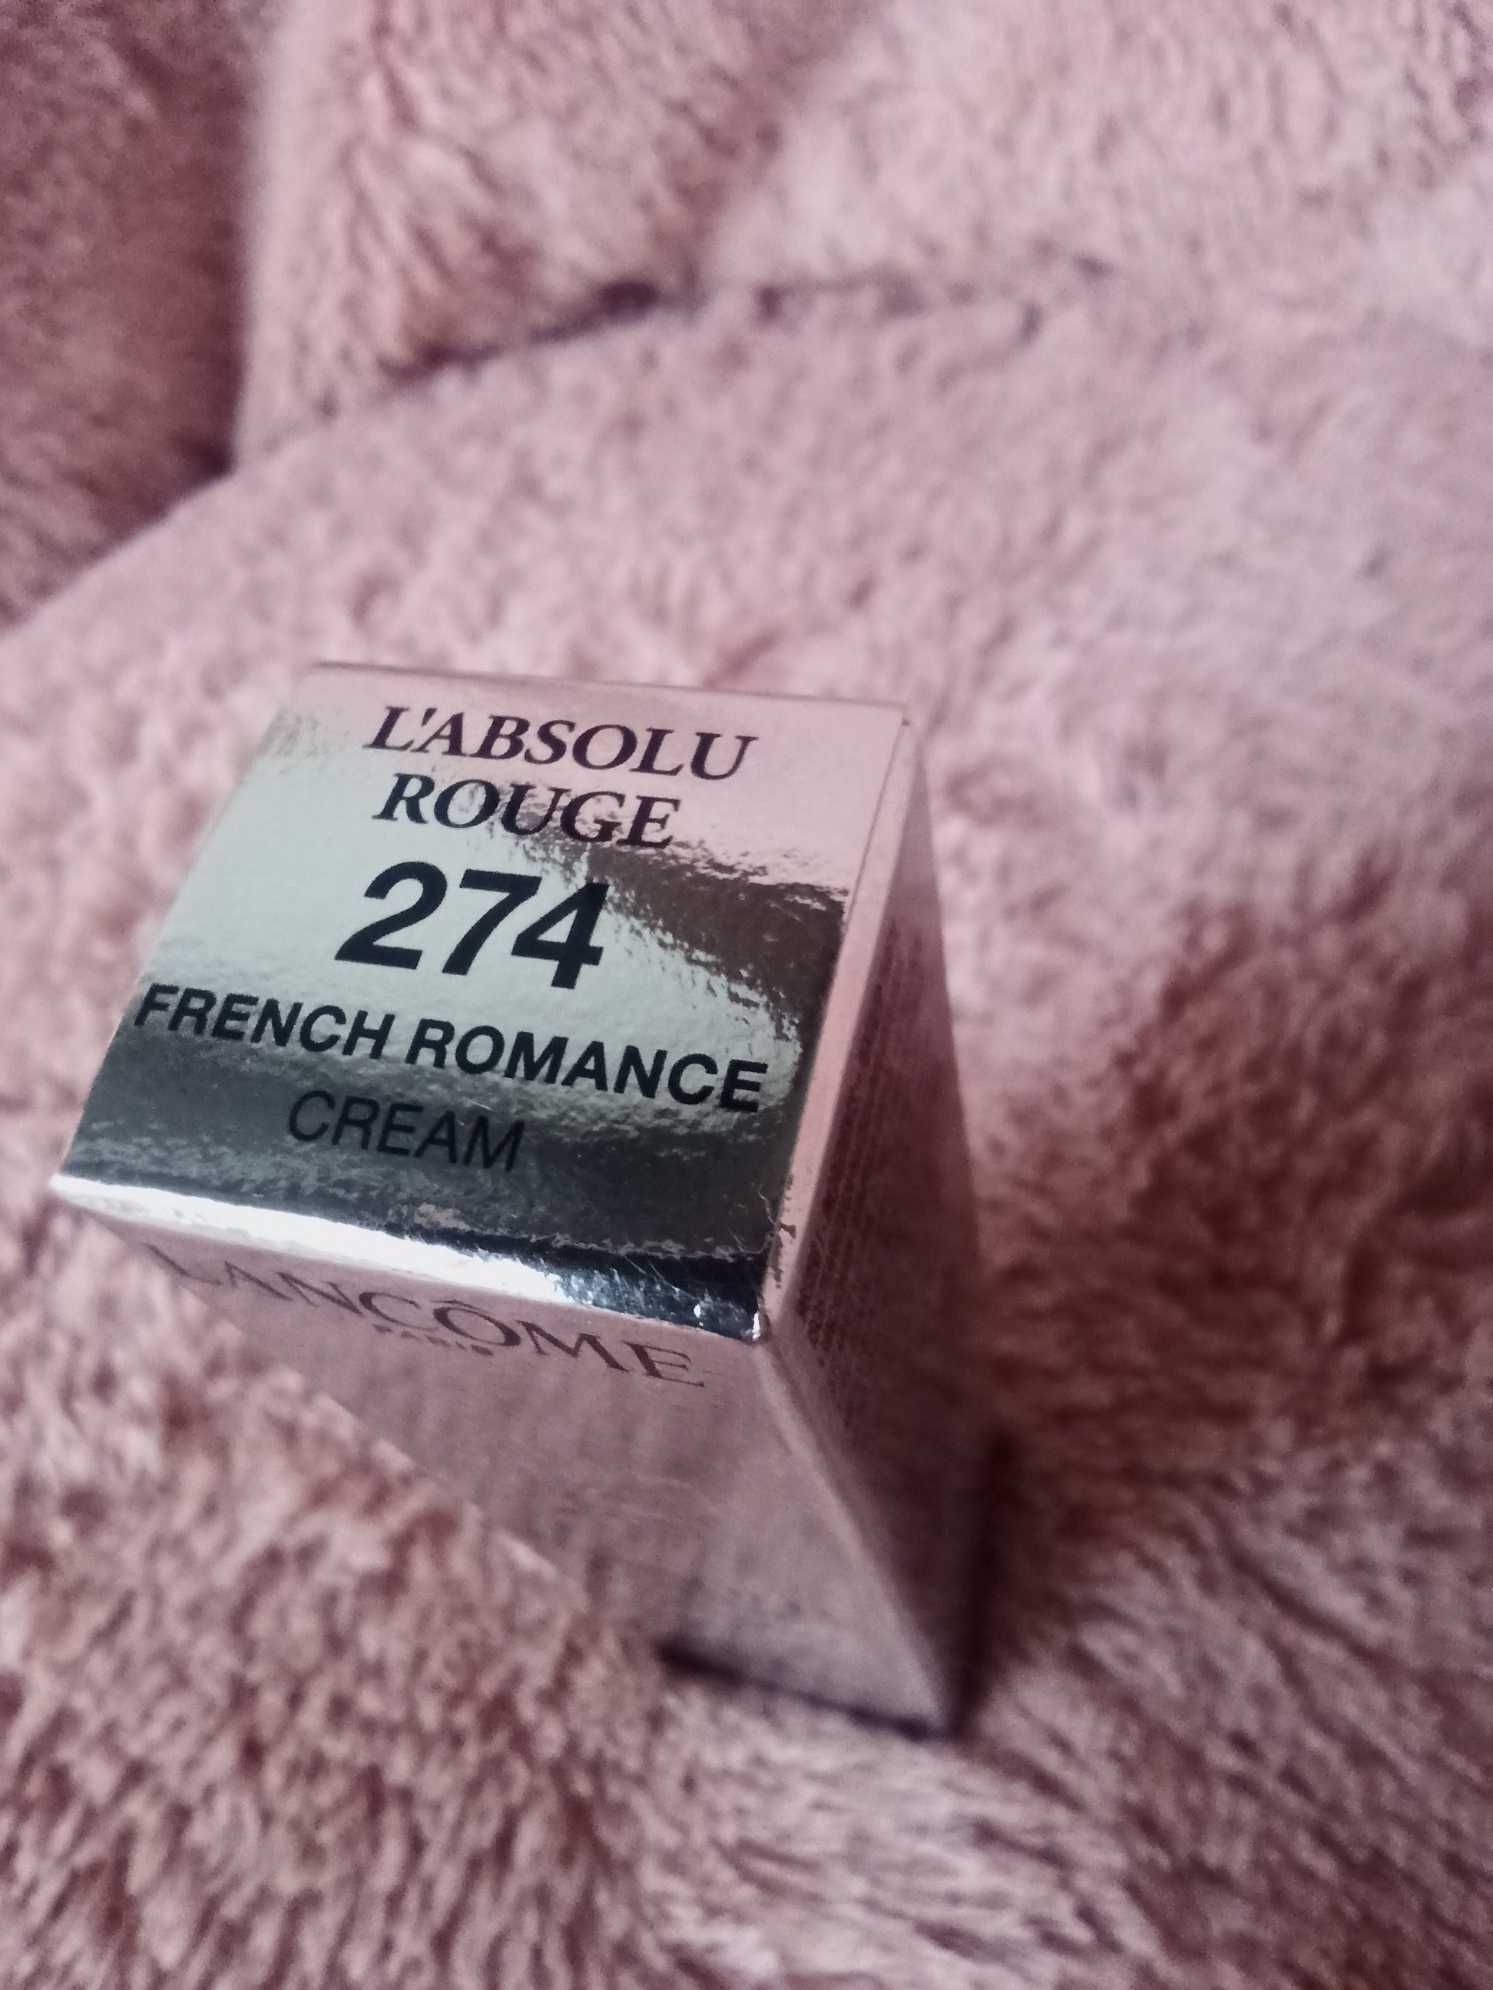 L'ABSOLU
ROUGE
274
FRENCH ROMANCE
CREAM
LANCÔME
PARIS